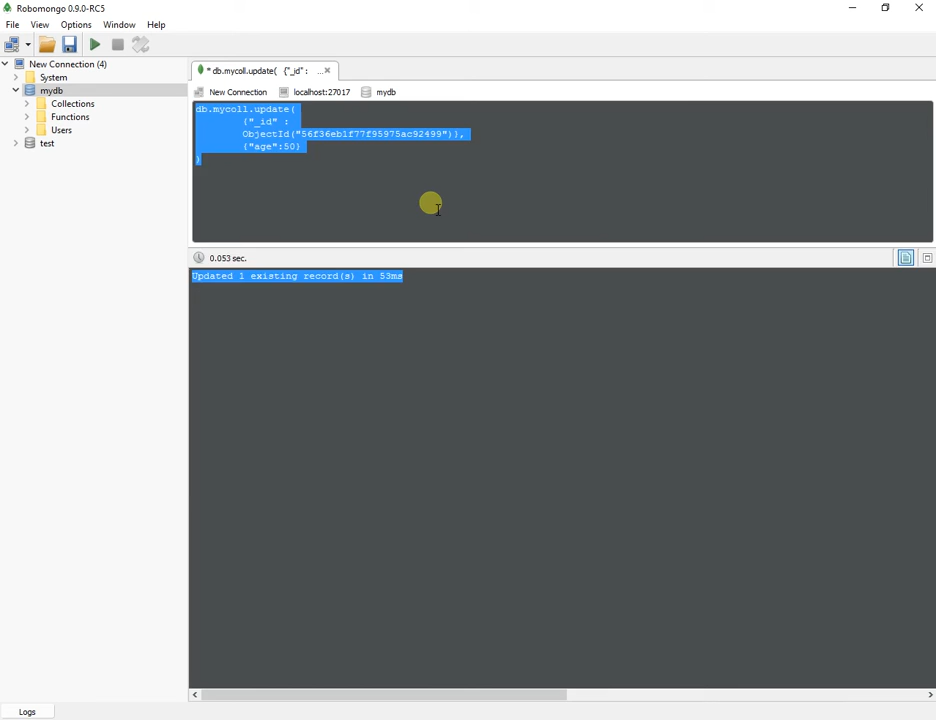 Robomongo 0.9.0-RC5
File View Options Window Help
New Connection (4)
System
mydb
Collections
Functions
Users
test
* db.mycoll.update( {"_id" : ...
New Connection localhost:27017 mydb
db.mycoll.update(
{"_id" :
ObjectId("56f36eb1f77f95975ac92499")},
{"age":50}
)
0.053 sec.
Updated 1 existing record(s) in 53ms
Logs